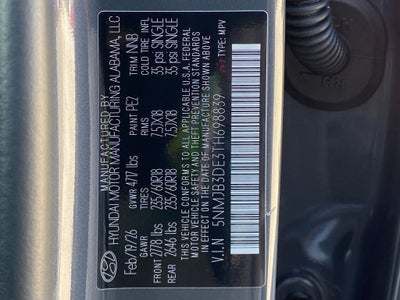 MANUFACTURED BY
HYUNDAI MOTOR MANUFACTURING ALABAMA, LLC
Feb/19/26 GVWR 4717 lbs PAINT PE2 TRIM NNB
GAWR TIRES RIMS COLD TIRE INF.
FRONT 2778 lbs 235/60R18 7.5JX18 35 psi SINGLE
REAR 2646 lbs 235/60R18 7.5JX18 35 psi SINGLE
THIS VEHICLE CONFORMS TO ALL APPLICABLE U.S.A. FEDERAL
MOTOR VEHICLE SAFETY, BUMPER, AND THEFT PREVENTION STANDARDS
IN EFFECT ON THE DATE OF MANUFACTURE SHOWN ABOVE.
TYPE: MPV
V.I.N 5NMJB3DE3TH698839